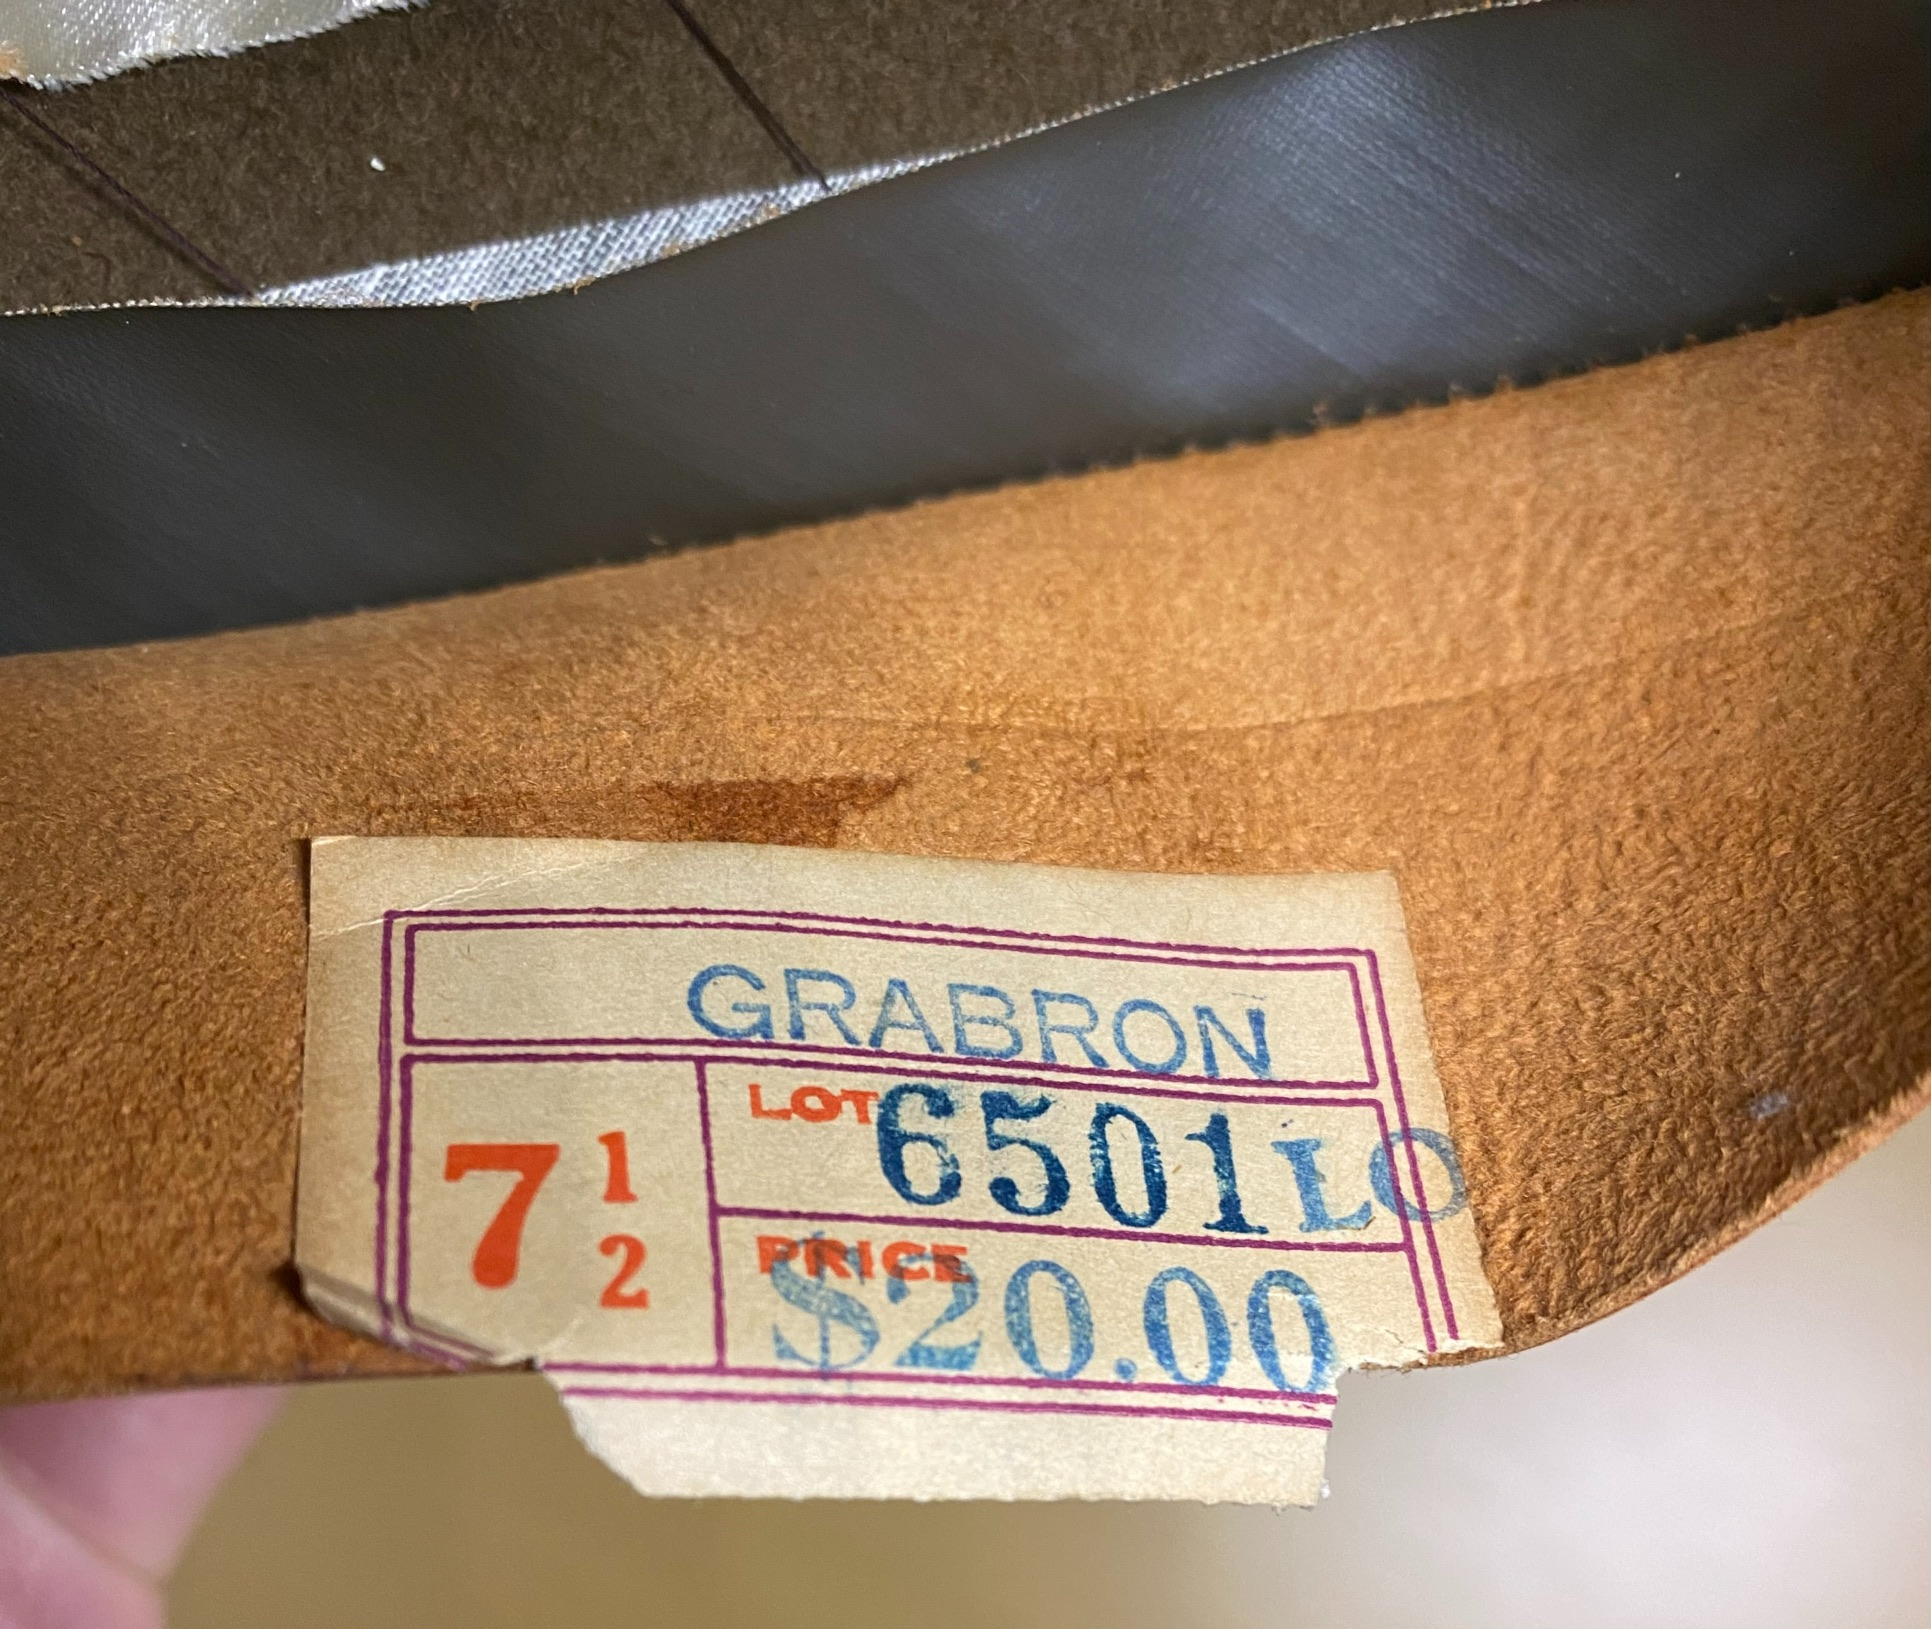 GRABRON
LOT 6501 LO
7 1/2
PRICE
$20.00